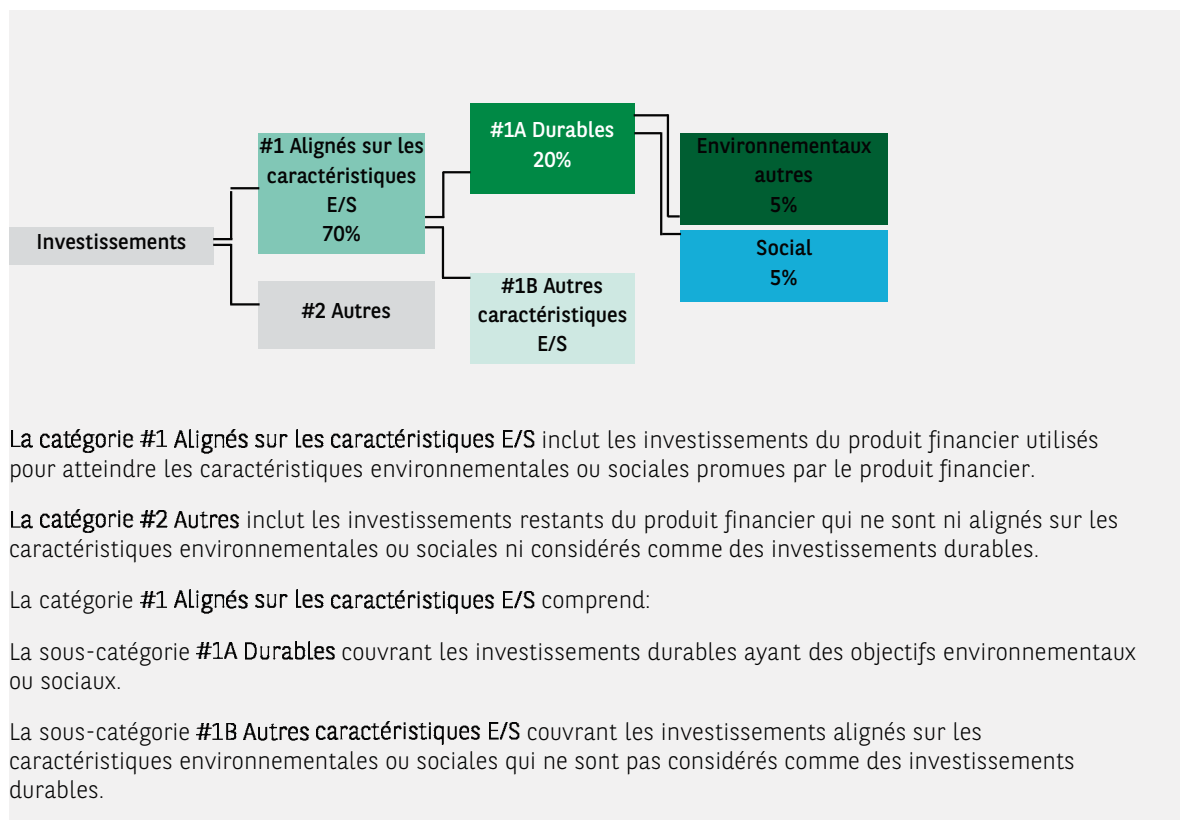 #1A Durables
20%
#1 Alignés sur les
caractéristiques
E/S
70%
Environnementaux
autres
5%
Investissements
Social
5%
#2 Autres
#1B Autres
caractéristiques
E/S
La catégorie #1 Alignés sur les caractéristiques E/S inclut les investissements du produit financier utilisés
pour atteindre les caractéristiques environnementales ou sociales promues par le produit financier.
La catégorie #2 Autres inclut les investissements restants du produit financier qui ne sont ni alignés sur les
caractéristiques environnementales ou sociales ni considérés comme des investissements durables.
La catégorie #1 Alignés sur les caractéristiques E/S comprend:
La sous-catégorie #1A Durables couvrant les investissements durables ayant des objectifs environnementaux
ou sociaux.
La sous-catégorie #1B Autres caractéristiques E/S couvrant les investissements alignés sur les
caractéristiques environnementales ou sociales qui ne sont pas considérés comme des investissements
durables.